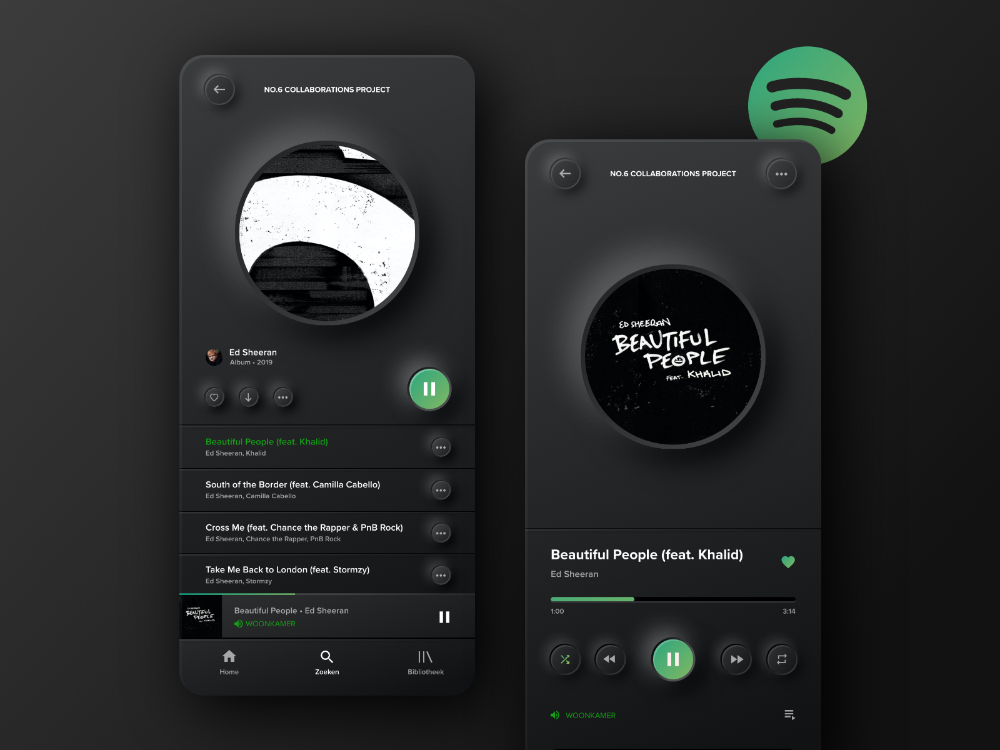 NO.6 COLLABORATIONS PROJECT
Ed Sheeran
Album • 2019
Beautiful People (feat. Khalid)
Ed Sheeran, Khalid
South of the Border (feat. Camilla Cabello)
Ed Sheeran, Camilla Cabello
Cross Me (feat. Chance the Rapper & PnB Rock)
Ed Sheeran, Chance the Rapper, PnB Rock
Take Me Back to London (feat. Stormzy)
Ed Sheeran, Stormzy
BEAUTIFUL
PEOPLE
Beautiful People • Ed Sheeran
WOONKAMER
Home
Zoeken
Bibliotheek
NO.6 COLLABORATIONS PROJECT
ED SHEERAN
BEAUTIFUL
PEOPLE
FEAT. KHALID
Beautiful People (feat. Khalid)
Ed Sheeran
1:00
3:14
WOONKAMER